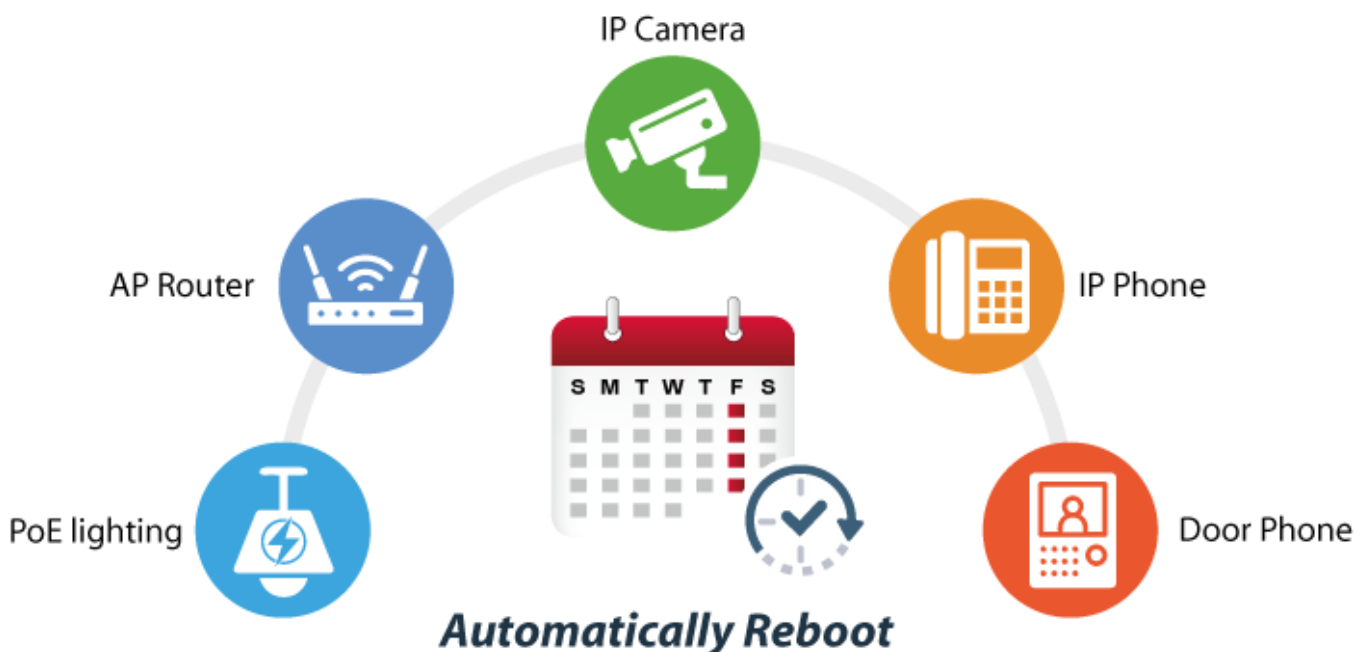 IP Camera
AP Router
IP Phone
S M T W T F S
PoE lighting
Door Phone
Automatically Reboot